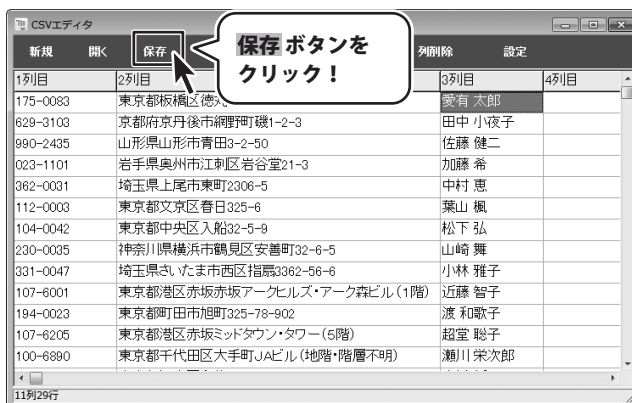 CSVエディタ
新規 開く 保存 列削除 設定
保存 ボタンを
クリック！
1列目 2列目 3列目 4列目
175-0083 東京都板橋区徳丸 愛有 太郎
629-3103 京都府京丹後市網野町磯1-2-3 田中 小夜子
990-2435 山形県山形市青田3-2-50 佐藤 健二
023-1101 岩手県奥州市江刺区岩谷堂21-3 加藤 希
362-0031 埼玉県上尾市東町2306-5 中村 恵
112-0003 東京都文京区春日325-6 葉山 楓
104-0042 東京都中央区入船32-5-9 松下 弘
230-0035 神奈川県横浜市鶴見区安善町32-6-5 山崎 舞
331-0047 埼玉県さいたま市西区指扇3362-56-6 小林 雅子
107-6001 東京都港区赤坂赤坂アークヒルズ・アーク森ビル(1階) 近藤 智子
194-0023 東京都町田市旭町325-78-902 渡 和歌子
107-6205 東京都港区赤坂ミッドタウン・タワー(5階) 超堂 聡子
100-6890 東京都千代田区大手町JAビル(地階・階層不明) 瀬川 栄次郎
11列29行